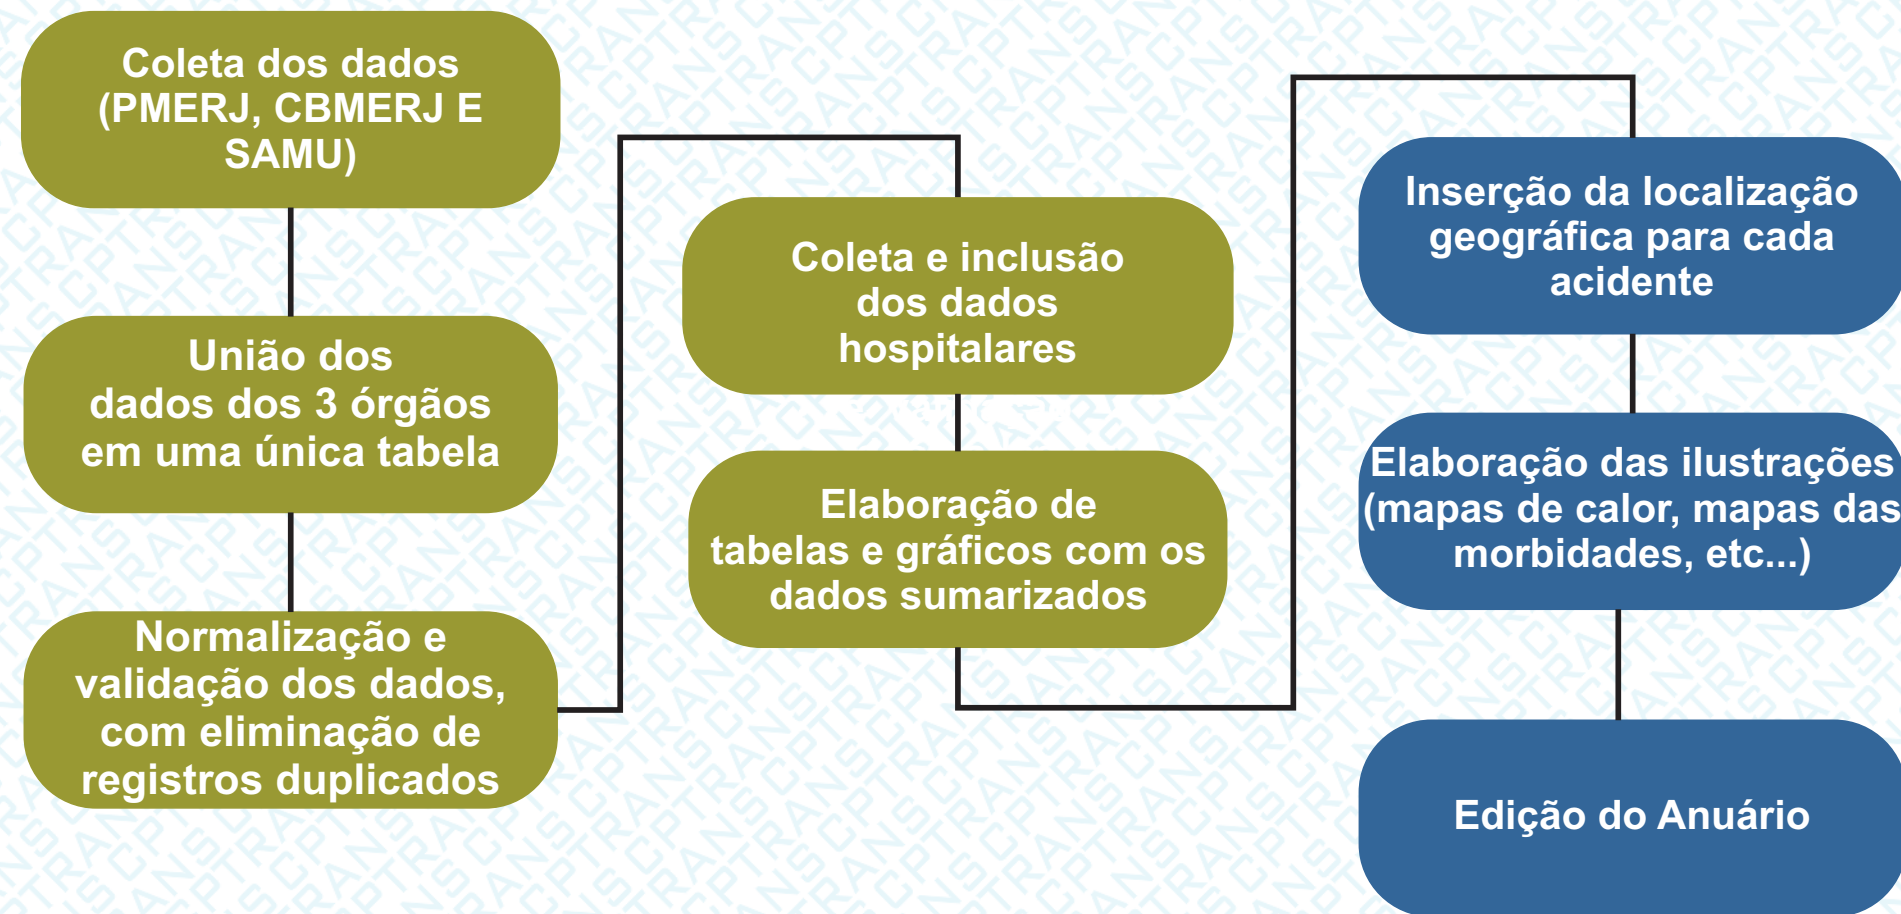 Coleta dos dados
(PMERJ, CBMERJ E
SAMU)
União dos
dados dos 3 órgãos
em uma única tabela
Normalização e
validação dos dados,
com eliminação de
registros duplicados
Coleta e inclusão
dos dados
hospitalares
Elaboração de
tabelas e gráficos com os
dados sumarizados
Inserção da localização
geográfica para cada
acidente
Elaboração das ilustrações
(mapas de calor, mapas das
morbidades, etc...)
Edição do Anuário